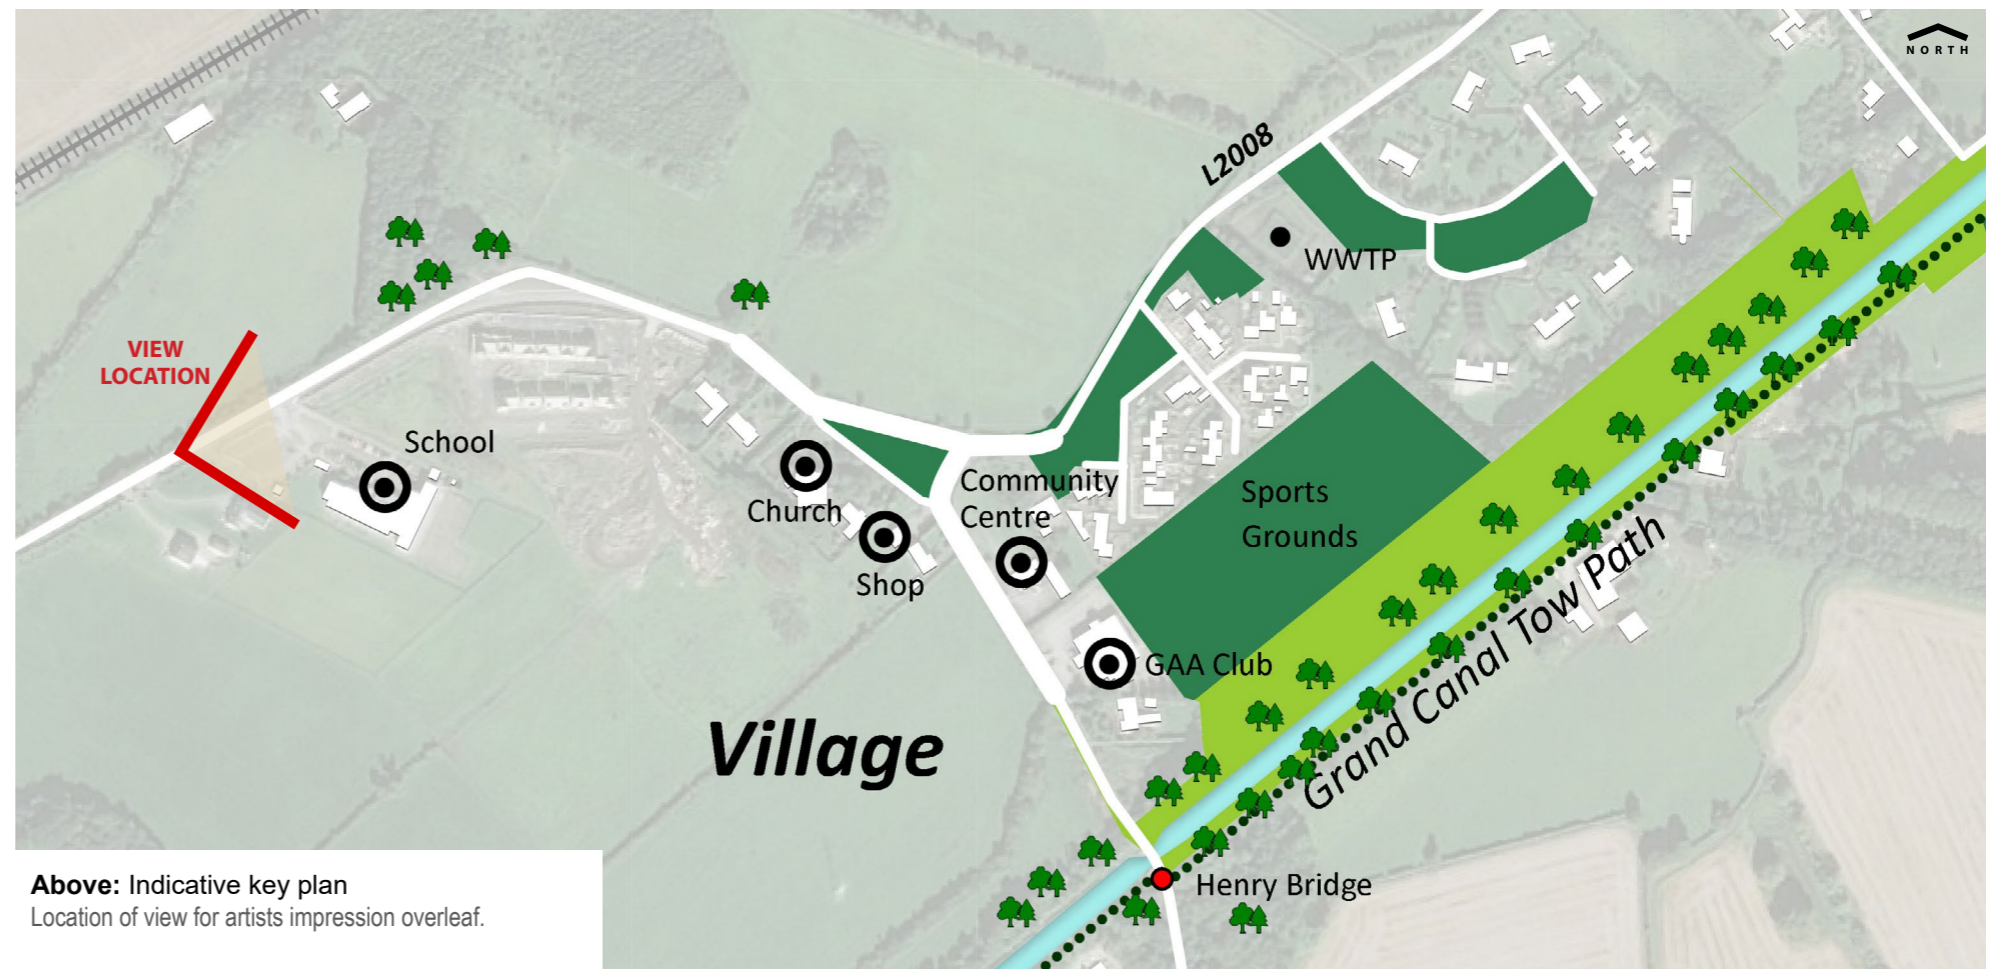 NORTH
L2008
WWTP
VIEW
LOCATION
School
Church
Shop
Community
Centre
Sports
Grounds
GAA Club
Grand Canal Tow Path
Village
Henry Bridge
Above: Indicative key plan
Location of view for artists impression overleaf.